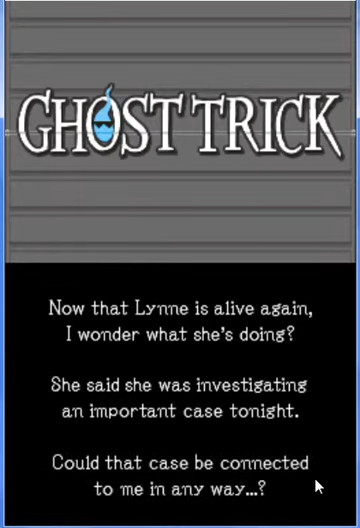 GHOST TRICK
Now that Lynne is alive again,
I wonder what she's doing?
She said she was investigating
an important case tonight.
Could that case be connected
to me in any way...?